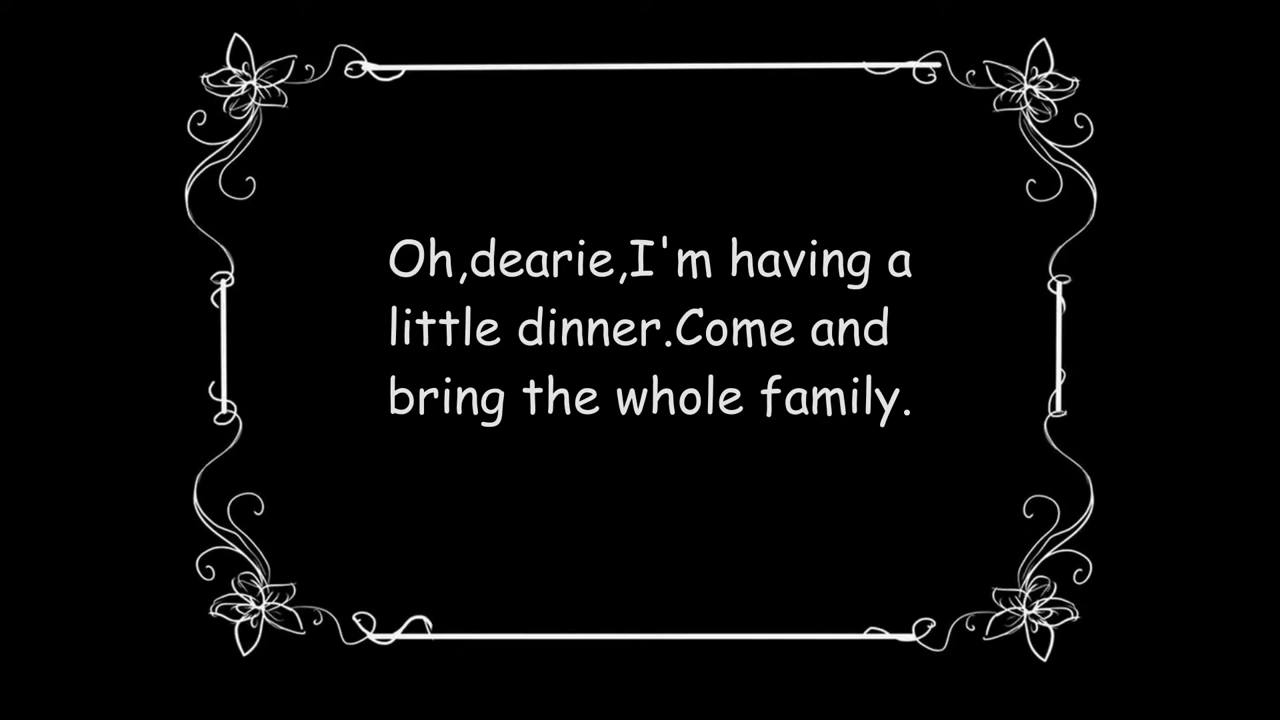 Oh,dearie,I'm having a
little dinner.Come and
bring the whole family.